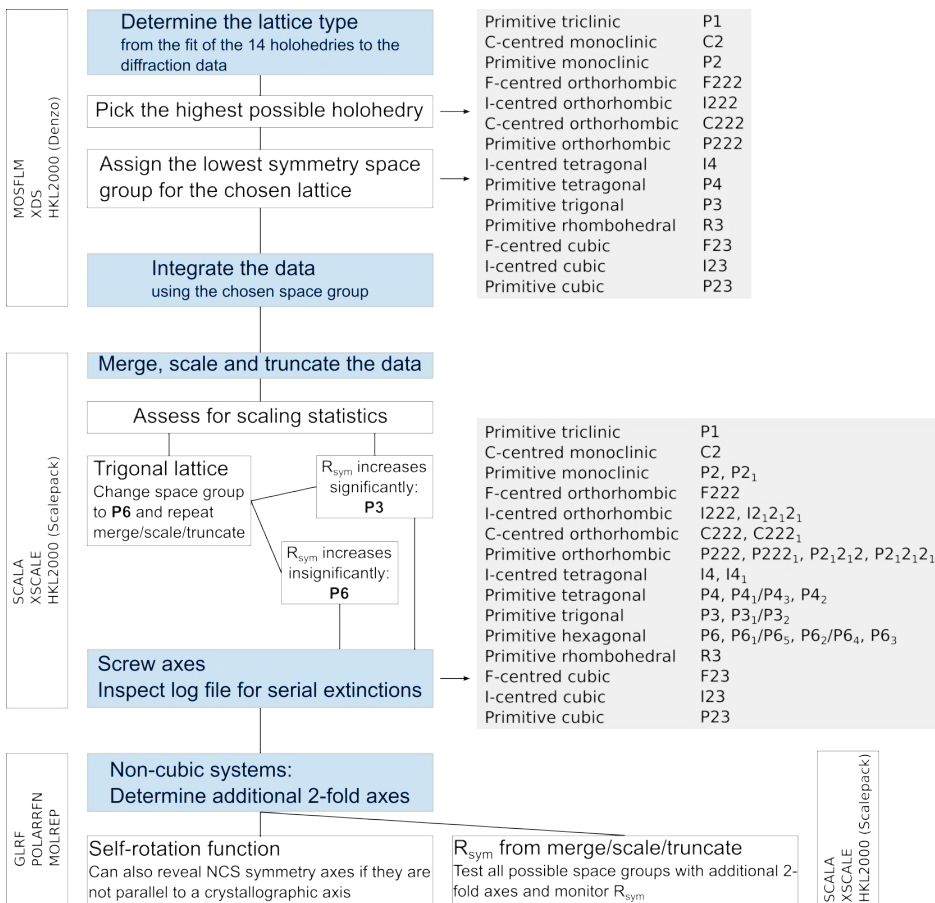 Determine the lattice type
from the fit of the 14 holohedries to the
diffraction data
Pick the highest possible holohedry
Assign the lowest symmetry space
group for the chosen lattice
Integrate the data
using the chosen space group
MOSFLM
XDS
HKL2000 (Denzo)
Primitive triclinic P1
C-centred monoclinic C2
Primitive monoclinic P2
F-centred orthorhombic F222
I-centred orthorhombic I222
C-centred orthorhombic C222
Primitive orthorhombic P222
I-centred tetragonal I4
Primitive tetragonal P4
Primitive trigonal P3
Primitive rhombohedral R3
F-centred cubic F23
I-centred cubic I23
Primitive cubic P23
Merge, scale and truncate the data
Assess for scaling statistics
Trigonal lattice
Change space group
to P6 and repeat
merge/scale/truncate
R_sym increases
significantly:
P3
R_sym increases
insignificantly:
P6
Screw axes
Inspect log file for serial extinctions
SCALA
XSCALE
HKL2000 (Scalepack)
Primitive triclinic P1
C-centred monoclinic C2
Primitive monoclinic P2, P2₁
F-centred orthorhombic F222
I-centred orthorhombic I222, I2₁2₁2₁
C-centred orthorhombic C222, C222₁
Primitive orthorhombic P222, P222₁, P2₁2₁2, P2₁2₁2₁
I-centred tetragonal I4, I4₁
Primitive tetragonal P4, P4₁/P4₃, P4₂
Primitive trigonal P3, P3₁/P3₂
Primitive hexagonal P6, P6₁/P6₅, P6₂/P6₄, P6₃
Primitive rhombohedral R3
F-centred cubic F23
I-centred cubic I23
Primitive cubic P23
Non-cubic systems:
Determine additional 2-fold axes
GLRF
POLARRFN
MOLREP
Self-rotation function
Can also reveal NCS symmetry axes if they are
not parallel to a crystallographic axis
R_sym from merge/scale/truncate
Test all possible space groups with additional 2-
fold axes and monitor R_sym
SCALA
XSCALE
HKL2000 (Scalepack)